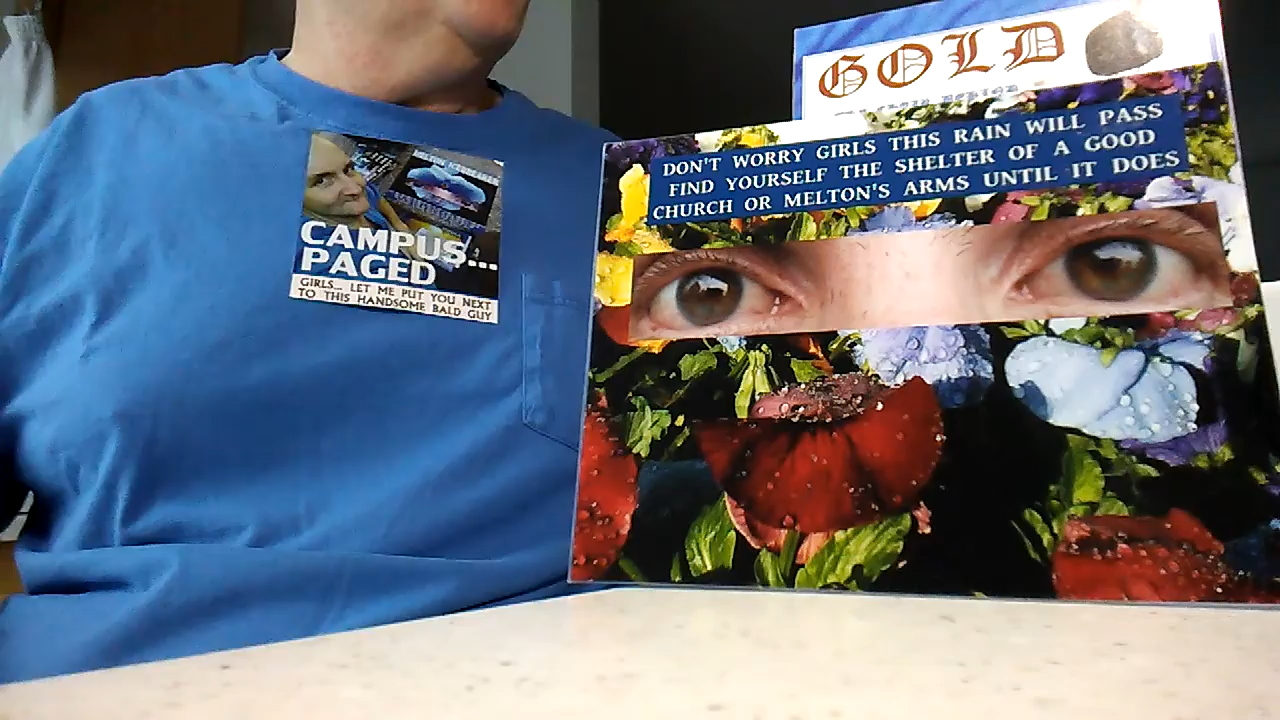 CAMPUS...
PAGED
GIRLS... LET ME PUT YOU NEXT
TO THIS HANDSOME BALD GUY
GOLD
DON'T WORRY GIRLS THIS RAIN WILL PASS
FIND YOURSELF THE SHELTER OF A GOOD
CHURCH OR MELTON'S ARMS UNTIL IT DOES